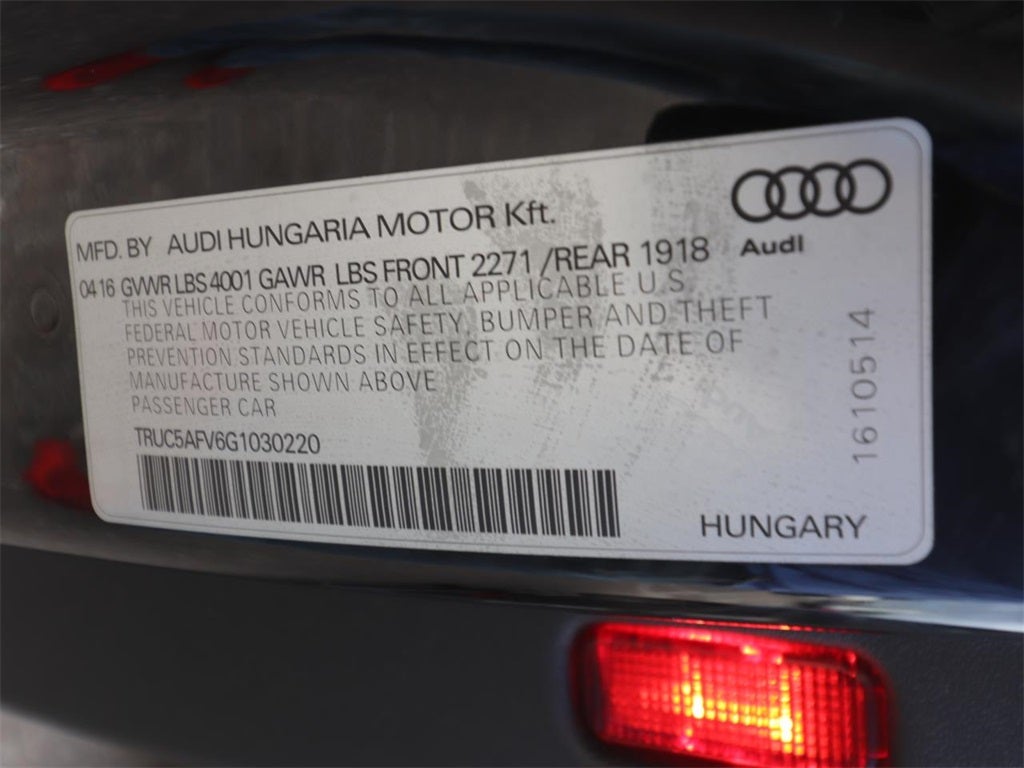 MFD. BY AUDI HUNGARIA MOTOR Kft.
Audi
04 16 GVWR LBS 4001 GAWR LBS FRONT 2271 /REAR 1918
THIS VEHICLE CONFORMS TO ALL APPLICABLE U.S.
FEDERAL MOTOR VEHICLE SAFETY, BUMPER AND THEFT
PREVENTION STANDARDS IN EFFECT ON THE DATE OF
MANUFACTURE SHOWN ABOVE
PASSENGER CAR
TRUC5AFV6G1030220
1610514
HUNGARY